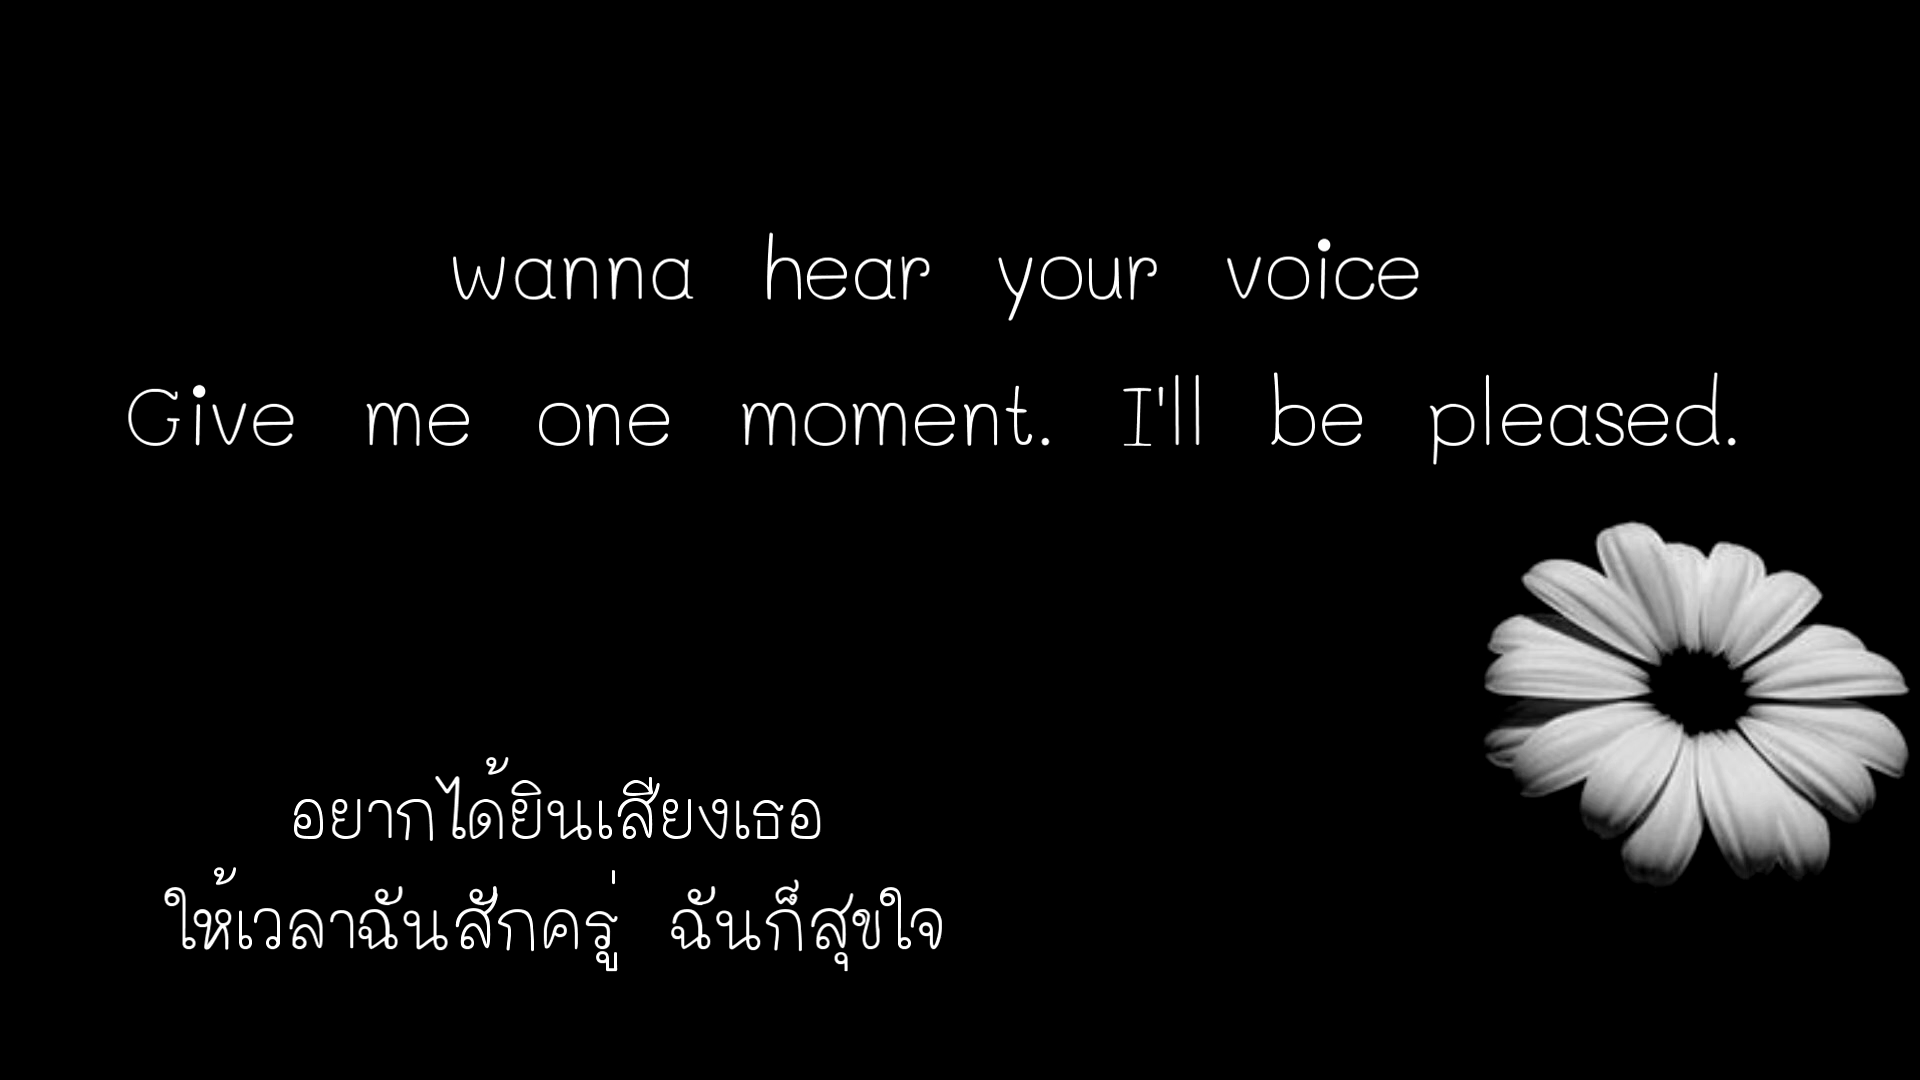 wanna hear your voice
Give me one moment. I'll be pleased.
อยากได้ยินเสียงเธอ
ให้เวลาฉันสักครู่ ฉันก็สุขใจ